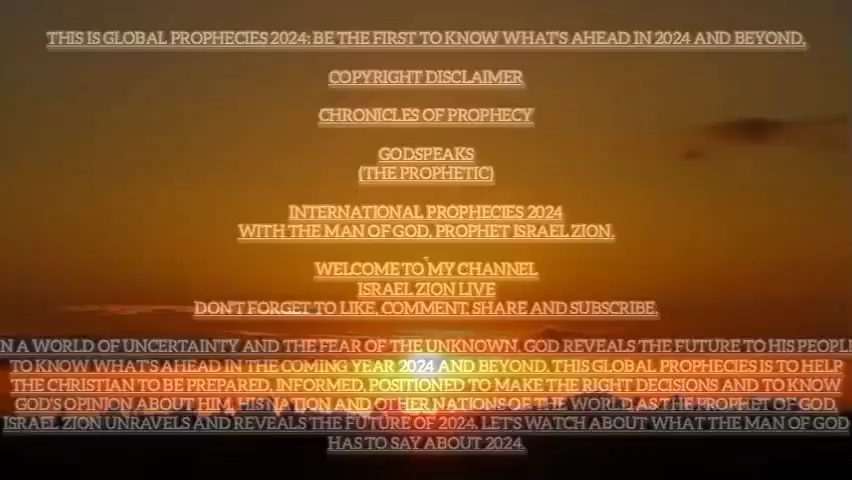 THIS IS GLOBAL PROPHECIES 2024: BE THE FIRST TO KNOW WHAT'S AHEAD IN 2024 AND BEYOND.
COPYRIGHT DISCLAIMER
CHRONICLES OF PROPHECY
GODSPEAKS
(THE PROPHETIC)
INTERNATIONAL PROPHECIES 2024
WITH THE MAN OF GOD, PROPHET ISRAEL ZION.
WELCOME TO MY CHANNEL
ISRAEL ZION LIVE
DON'T FORGET TO LIKE, COMMENT, SHARE AND SUBSCRIBE.
N A WORLD OF UNCERTAINTY AND THE FEAR OF THE UNKNOWN, GOD REVEALS THE FUTURE TO HIS PEOPLE
TO KNOW WHAT'S AHEAD IN THE COMING YEAR 2024 AND BEYOND. THIS GLOBAL PROPHECIES IS TO HELP
THE CHRISTIAN TO BE PREPARED, INFORMED, POSITIONED TO MAKE THE RIGHT DECISIONS AND TO KNOW
GOD'S OPINION ABOUT HIM, HIS NATION AND OTHER NATIONS OF THE WORLD, AS THE PROPHET OF GOD,
ISRAEL ZION UNRAVELS AND REVEALS THE FUTURE OF 2024. LET'S WATCH ABOUT WHAT THE MAN OF GOD
HAS TO SAY ABOUT 2024.